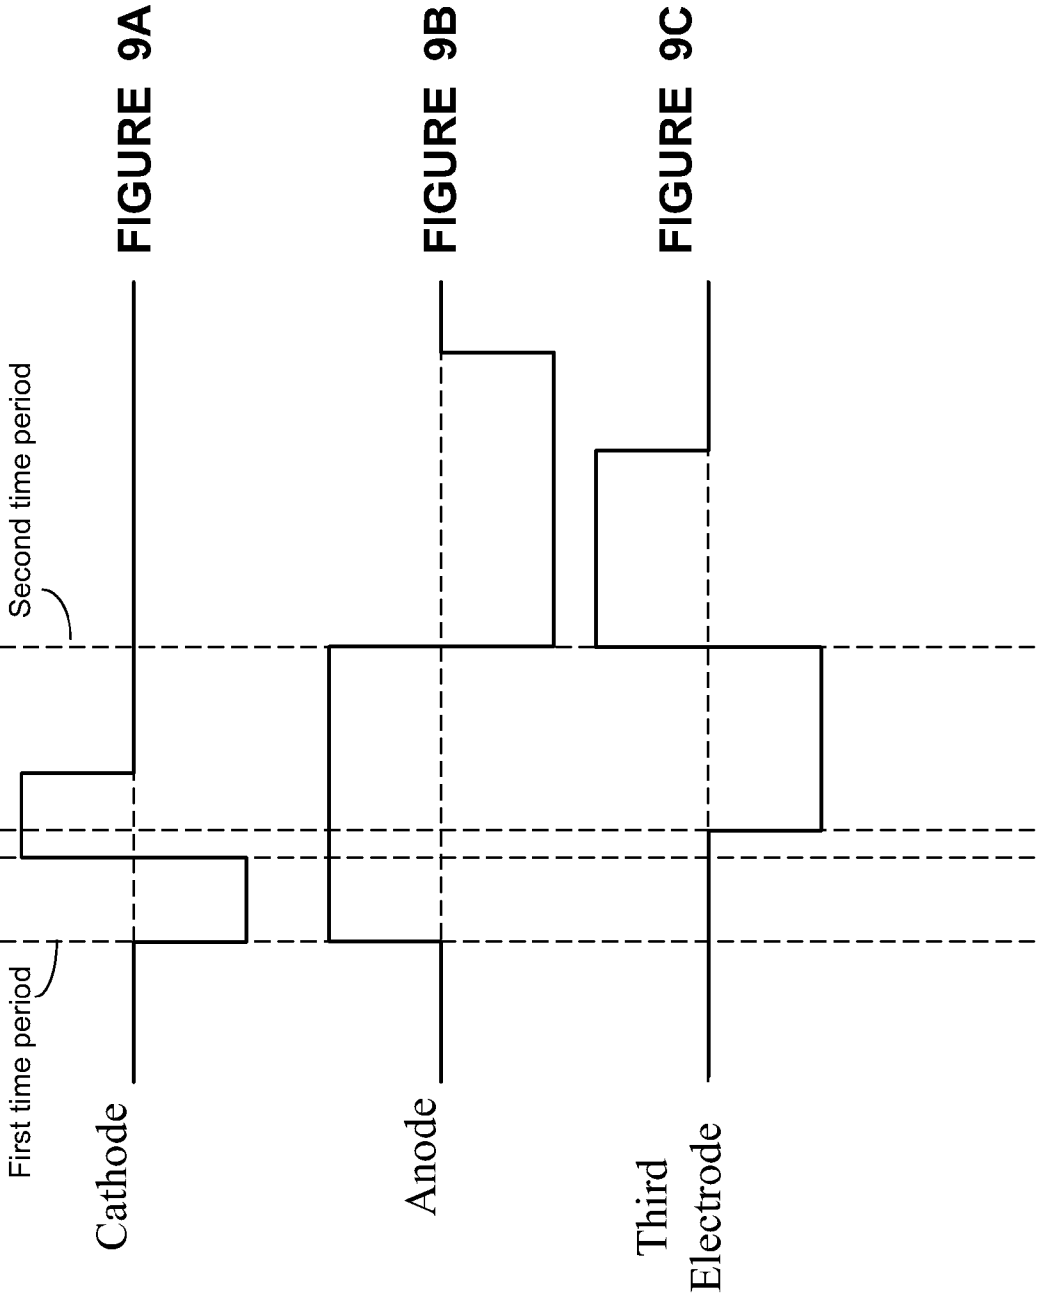 First time period
Second time period
Cathode
FIGURE 9A
Anode
FIGURE 9B
Third
Electrode
FIGURE 9C